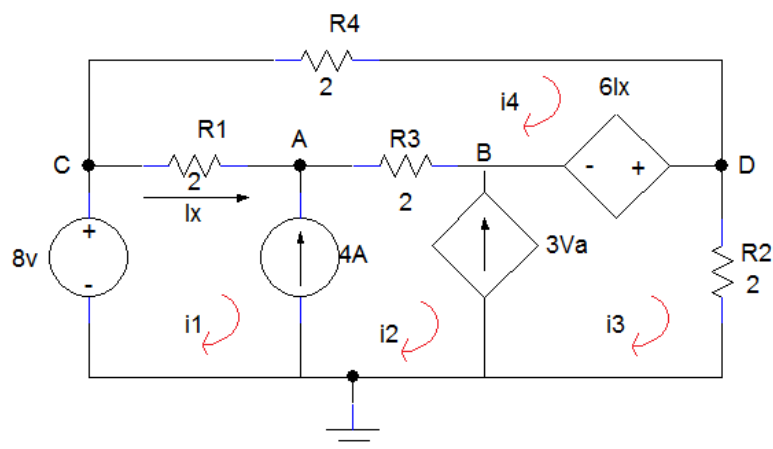 R4
2
i4
6Ix
R1
A
R3
B
C
2
2
- +
D
Ix
+
8v
-
4A
3Va
R2
2
i1
i2
i3